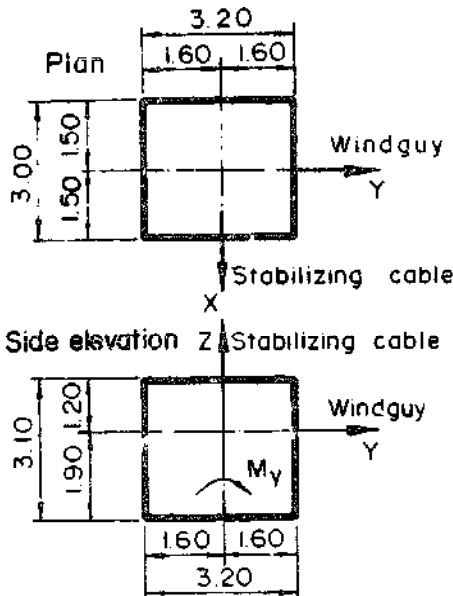 3.20
1.60 1.60
Plan
3.00
1.50
1.50
Windguy
Y
Stabilizing cable
X
Side elevation Z Stabilizing cable
3.10
1.20
1.90
Windguy
Y
My
1.60 1.60
3.20